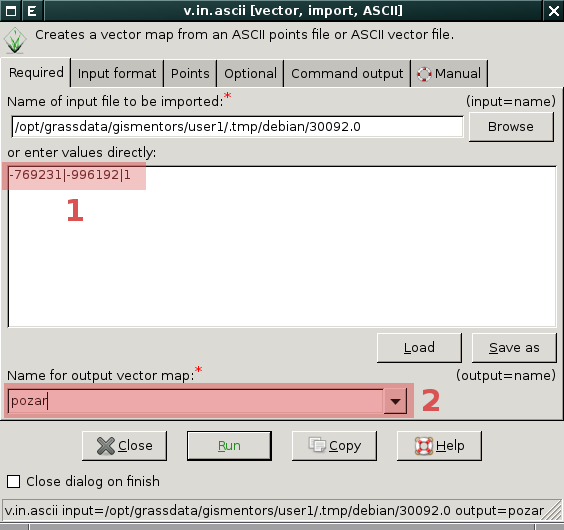 v.in.ascii [vector, import, ASCII]
Creates a vector map from an ASCII points file or ASCII vector file.
Required Input format Points Optional Command output Manual
Name of input file to be imported:* (input=name)
/opt/grassdata/gismentors/user1/.tmp/debian/30092.0 Browse
or enter values directly:
-769231|-996192|1
1
Load Save as
Name for output vector map:* (output=name)
pozar 2
Close Run Copy Help
Close dialog on finish
v.in.ascii input=/opt/grassdata/gismentors/user1/.tmp/debian/30092.0 output=pozar